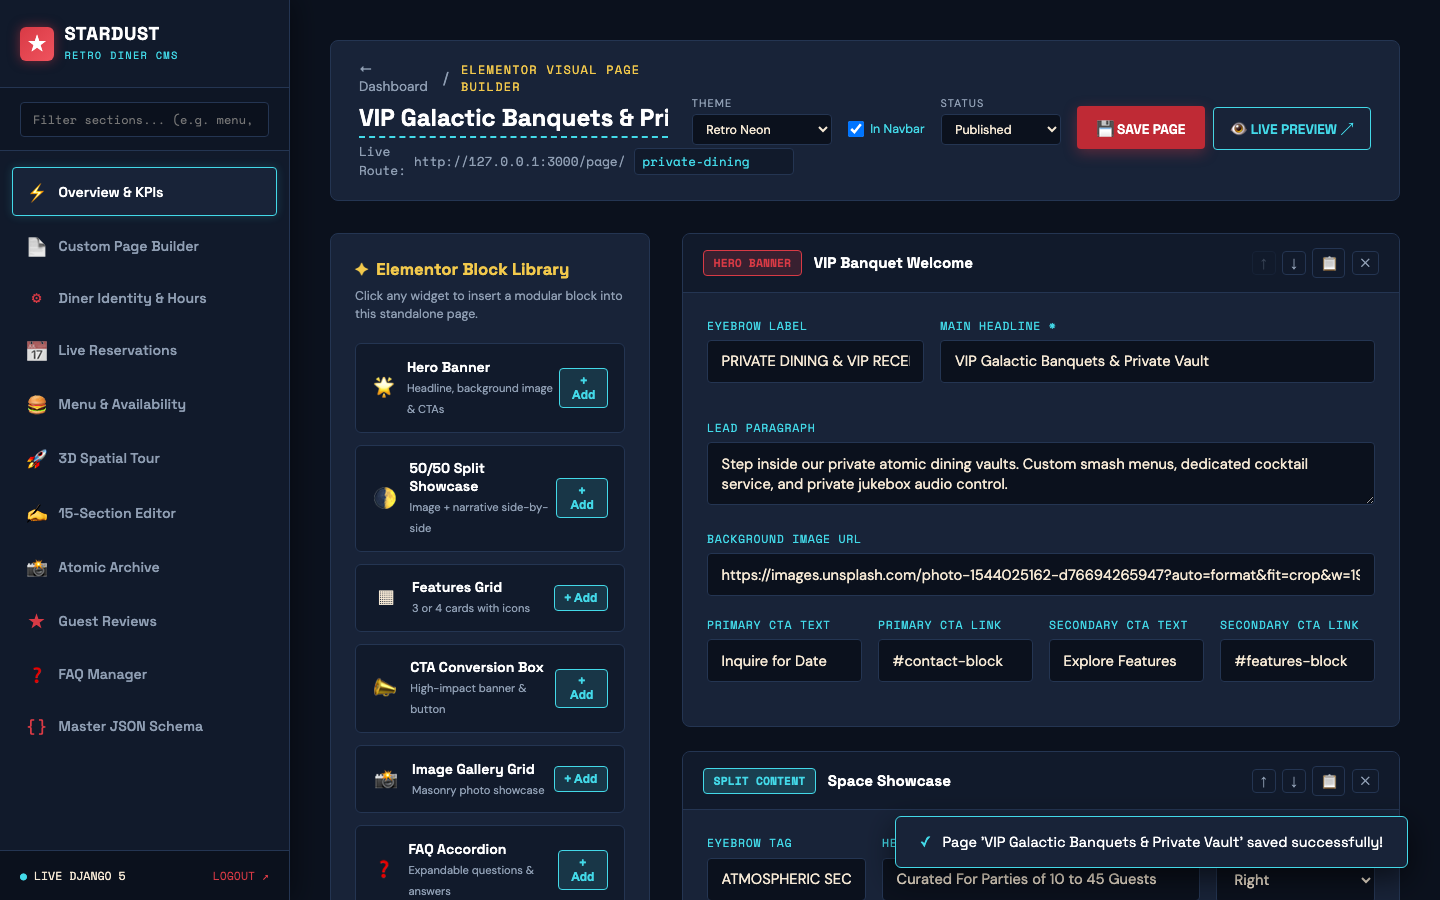 STARDUST
RETRO DINER CMS
Filter sections... (e.g. menu,
Overview & KPIs
Custom Page Builder
Diner Identity & Hours
Live Reservations
Menu & Availability
3D Spatial Tour
15-Section Editor
Atomic Archive
Guest Reviews
FAQ Manager
{} Master JSON Schema
LIVE DJANGO 5
LOGOUT ↗
←
Dashboard
/
ELEMENTOR VISUAL PAGE
BUILDER
VIP Galactic Banquets & Pri
Live
Route:
http://127.0.0.1:3000/page/
private-dining
THEME
Retro Neon
In Navbar
STATUS
Published
SAVE PAGE
LIVE PREVIEW ↗
✦ Elementor Block Library
Click any widget to insert a modular block into
this standalone page.
Hero Banner
Headline, background image
& CTAs
+
Add
50/50 Split
Showcase
Image + narrative side-by-
side
+
Add
Features Grid
3 or 4 cards with icons
+ Add
CTA Conversion Box
High-impact banner &
button
+
Add
Image Gallery Grid
Masonry photo showcase
+ Add
FAQ Accordion
Expandable questions &
answers
+
Add
HERO BANNER
VIP Banquet Welcome
↑ ↓ ✕
EYEBROW LABEL
PRIVATE DINING & VIP RECE
MAIN HEADLINE *
VIP Galactic Banquets & Private Vault
LEAD PARAGRAPH
Step inside our private atomic dining vaults. Custom smash menus, dedicated cocktail
service, and private jukebox audio control.
BACKGROUND IMAGE URL
https://images.unsplash.com/photo-1544025162-d76694265947?auto=format&fit=crop&w=19
PRIMARY CTA TEXT
Inquire for Date
PRIMARY CTA LINK
#contact-block
SECONDARY CTA TEXT
Explore Features
SECONDARY CTA LINK
#features-block
SPLIT CONTENT
Space Showcase
↑ ↓ ✕
EYEBROW TAG
ATMOSPHERIC SEC
HE
Curated For Parties of 10 to 45 Guests
Right
✓ Page 'VIP Galactic Banquets & Private Vault' saved successfully!